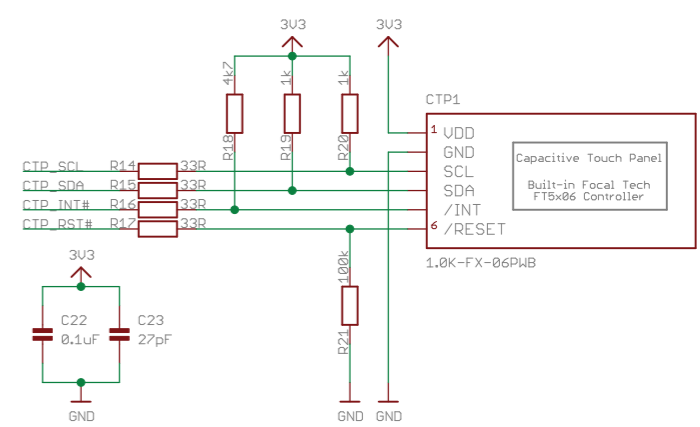 3V3
3V3
4k7
1k
1k
R18
R19
R20
CTP1
1 VDD
GND
SCL
SDA
/INT
6 /RESET
Capacitive Touch Panel
Built-in Focal Tech
FT5x06 Controller
1.0K-FX-06PWB
CTP_SCL R14 33R
CTP_SDA R15 33R
CTP_INT# R16 33R
CTP_RST# R17 33R
3V3
C22
0.1uF
C23
27pF
GND
100k
R21
GND
GND